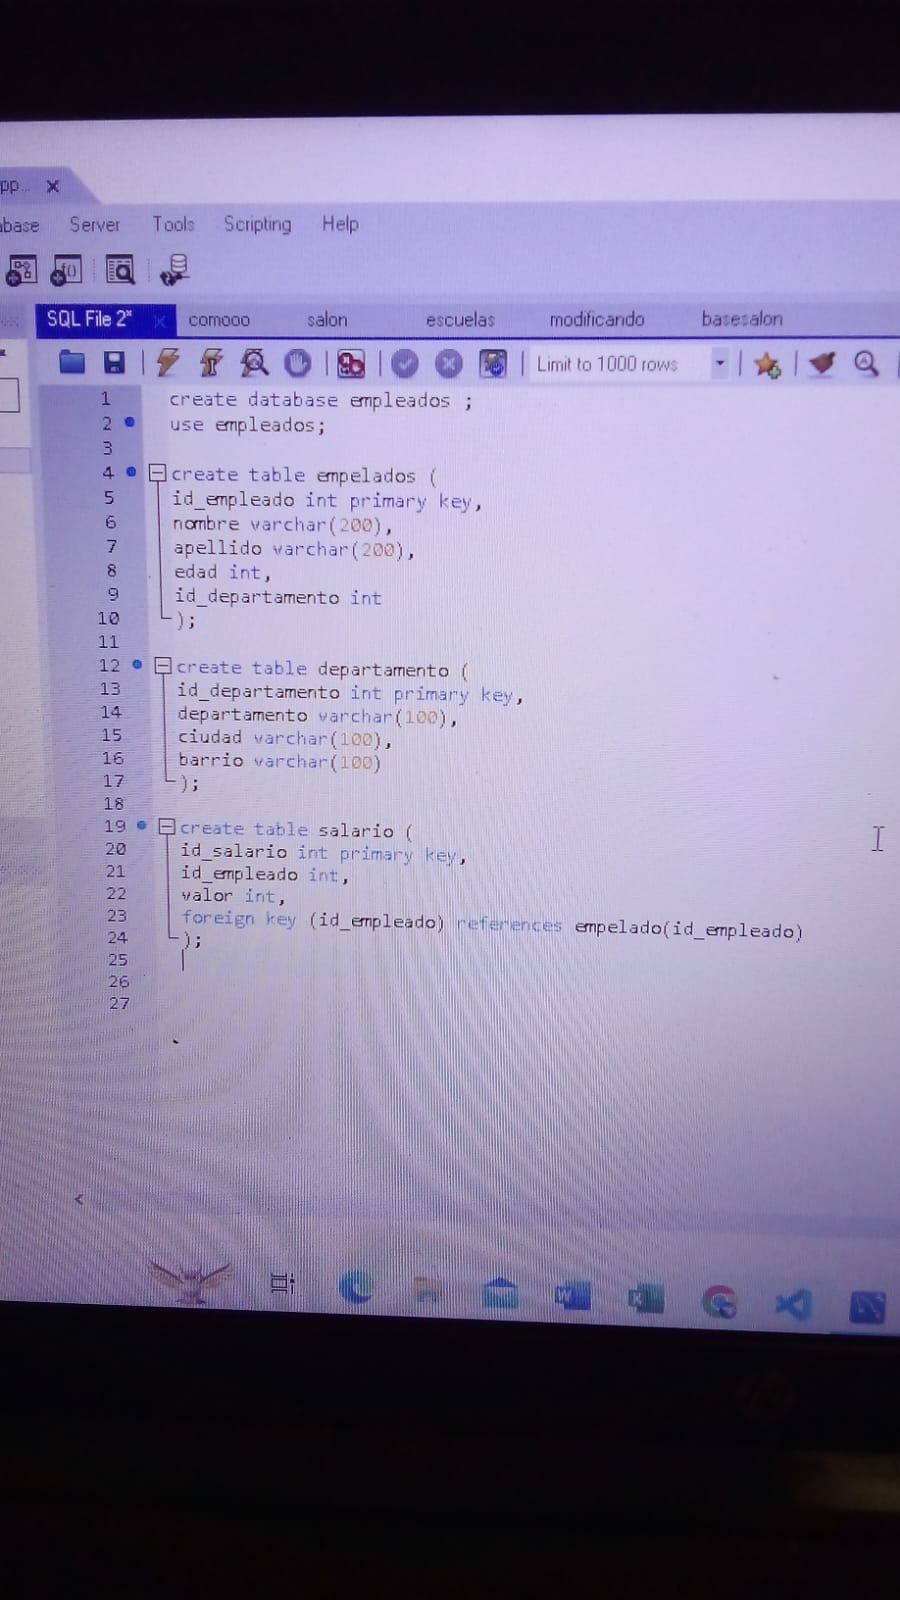 pp...
base Server Tools Scripting Help
SQL File 2* comooo salon escuelas modificando basesalon
Limit to 1000 rows
1 create database empleados ;
2 use empleados;
3
4 create table empelados (
5 id_empleado int primary key,
6 nombre varchar(200),
7 apellido varchar(200),
8 edad int,
9 id_departamento int
10 );
11
12 create table departamento (
13 id_departamento int primary key,
14 departamento varchar(100),
15 ciudad varchar(100),
16 barrio varchar(100)
17 );
18
19 create table salario (
20 id_salario int primary key,
21 id_empleado int,
22 valor int,
23 foreign key (id_empleado) references empelado(id_empleado)
24 );
25
26
27